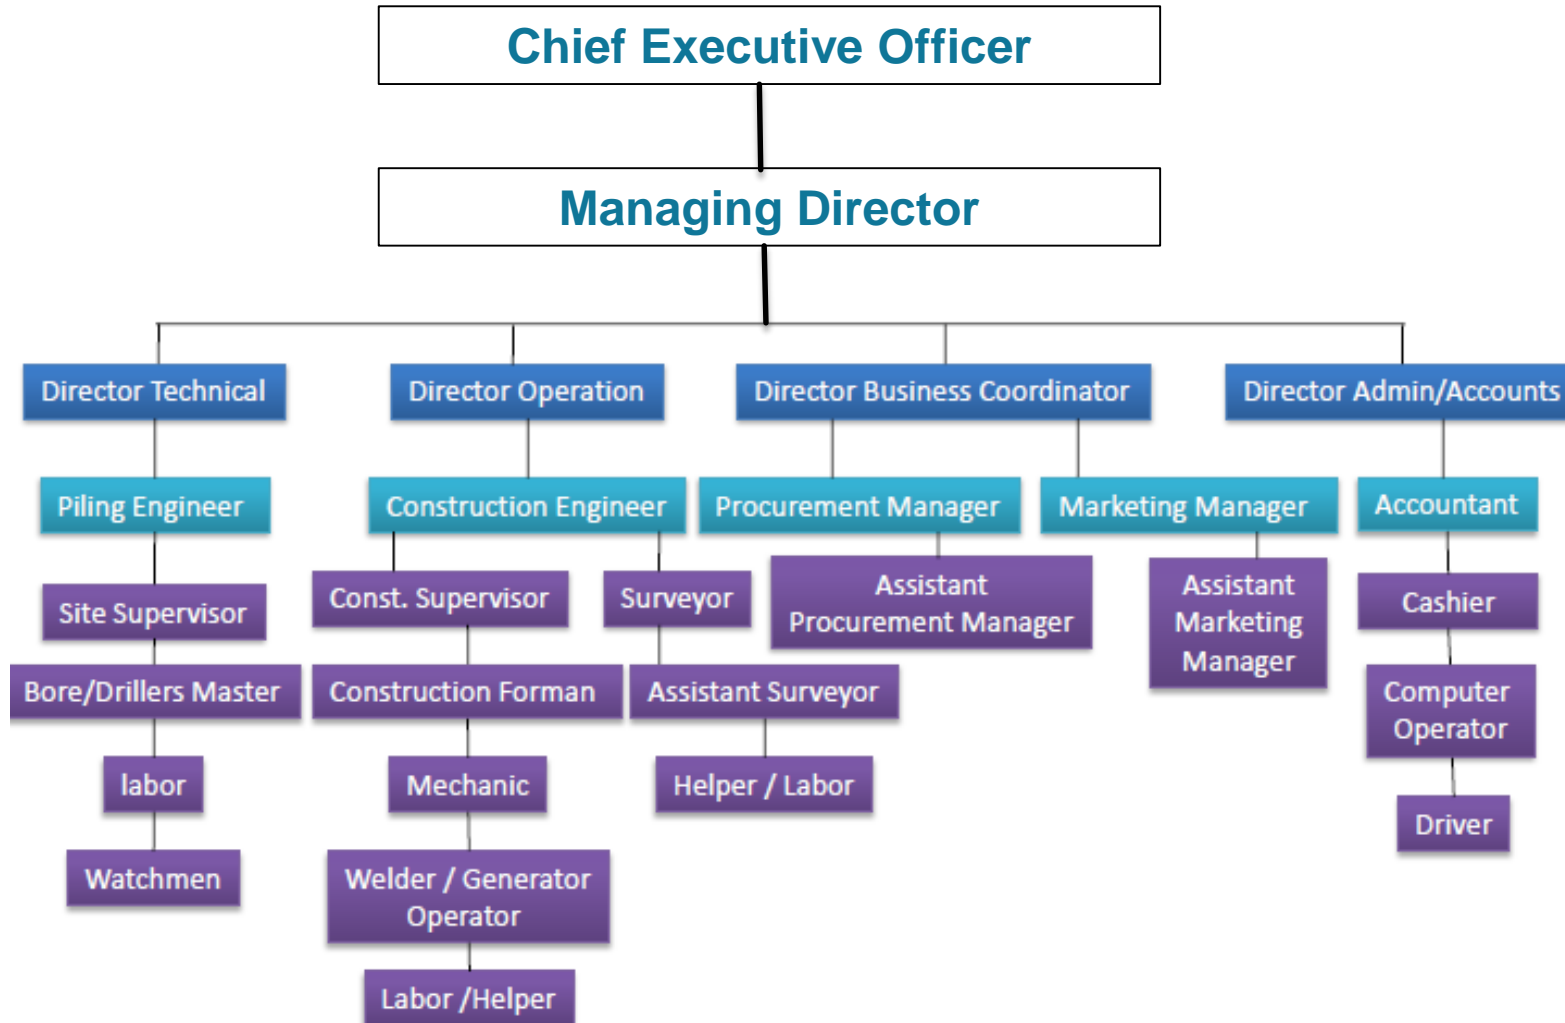 Chief Executive Officer
Managing Director
Director Technical
Director Operation
Director Business Coordinator
Director Admin/Accounts
Piling Engineer
Construction Engineer
Procurement Manager
Marketing Manager
Accountant
Site Supervisor
Const. Supervisor
Surveyor
Assistant
Procurement Manager
Assistant
Marketing
Manager
Cashier
Bore/Drillers Master
Construction Forman
Assistant Surveyor
Computer
Operator
labor
Mechanic
Helper / Labor
Driver
Watchmen
Welder / Generator
Operator
Labor /Helper